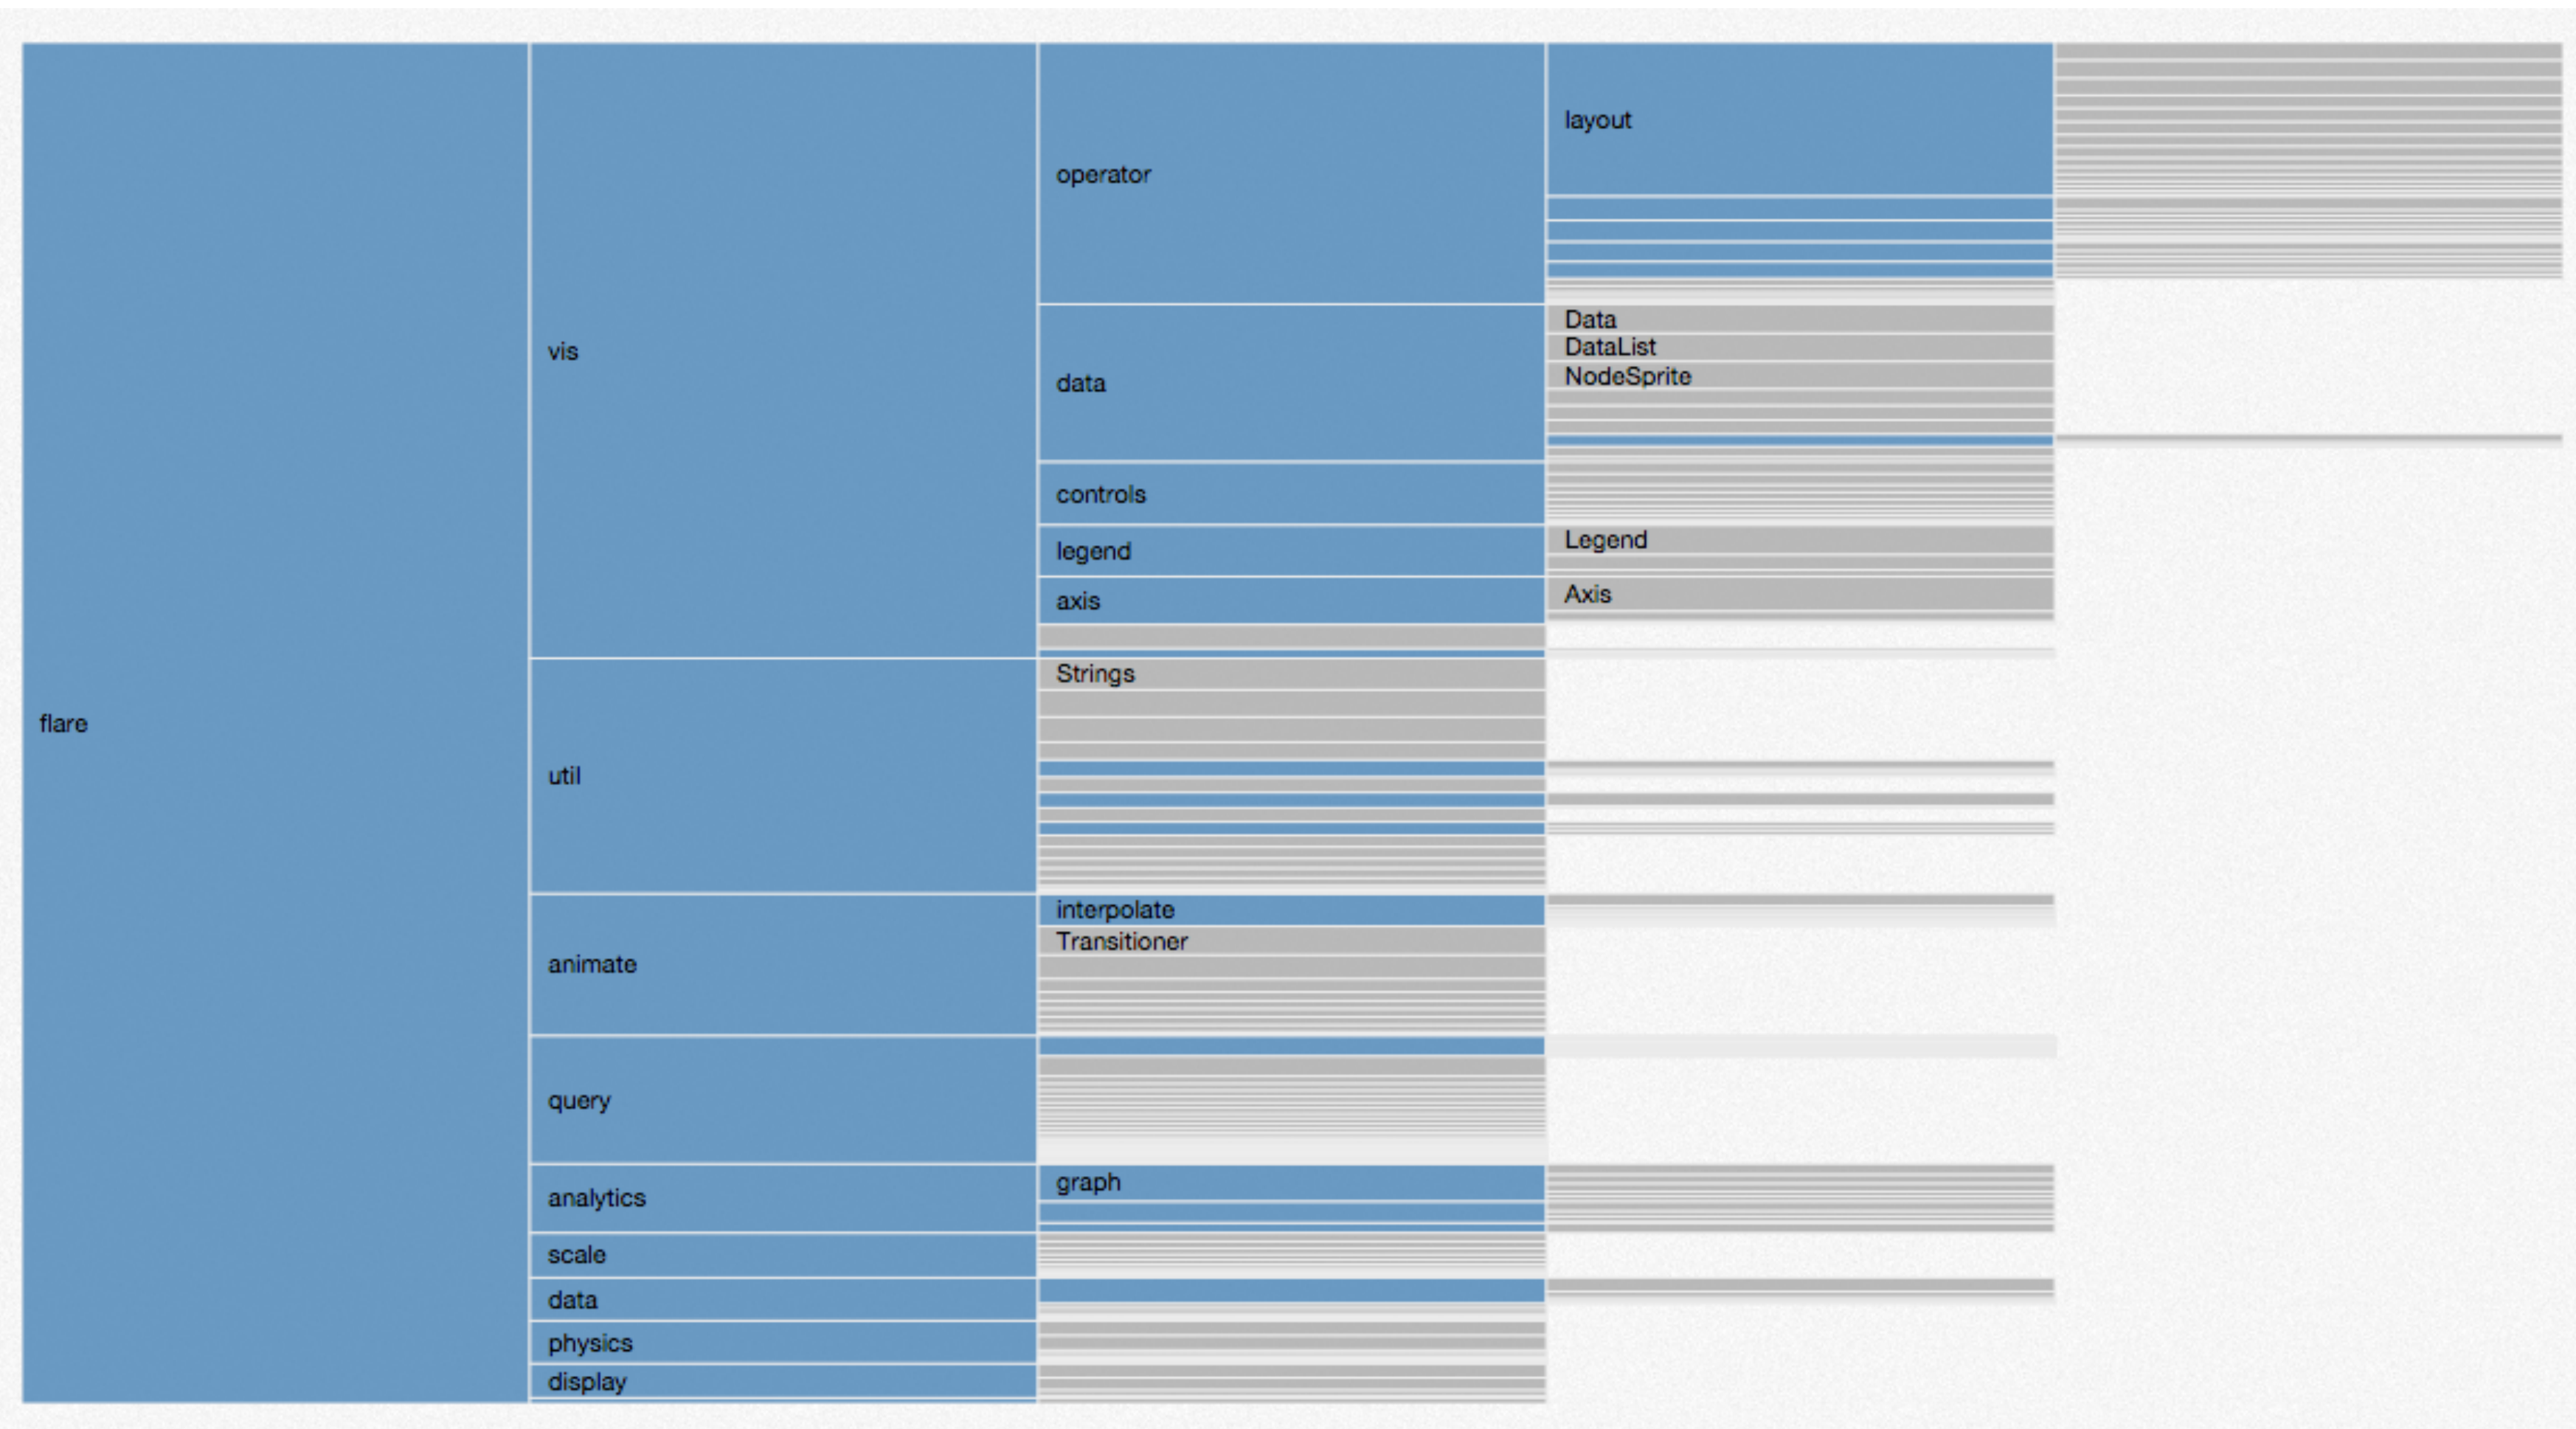 flare
vis
util
animate
query
analytics
scale
data
physics
display
operator
data
controls
legend
axis
Strings
interpolate
Transitioner
graph
layout
Data
DataList
NodeSprite
Legend
Axis